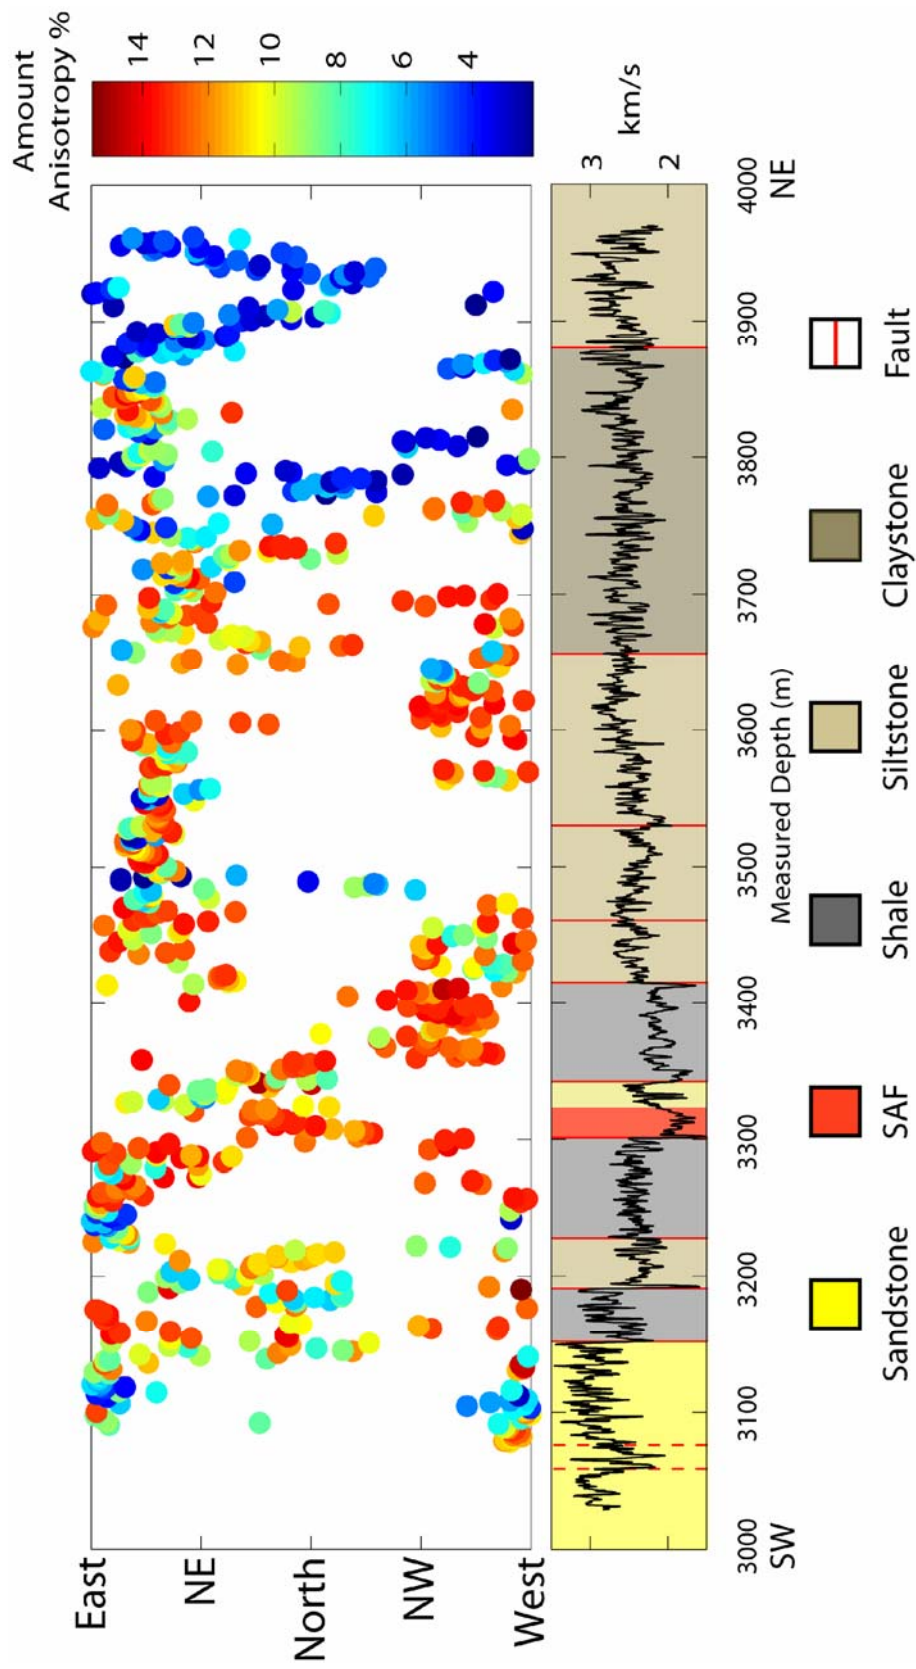 Amount
Anisotropy %
14
12
10
8
6
4
East
NE
North
NW
West
km/s
3
2
3000
3100
3200
3300
3400
3500
3600
3700
3800
3900
4000
SW
Measured Depth (m)
NE
Sandstone
SAF
Shale
Siltstone
Claystone
Fault